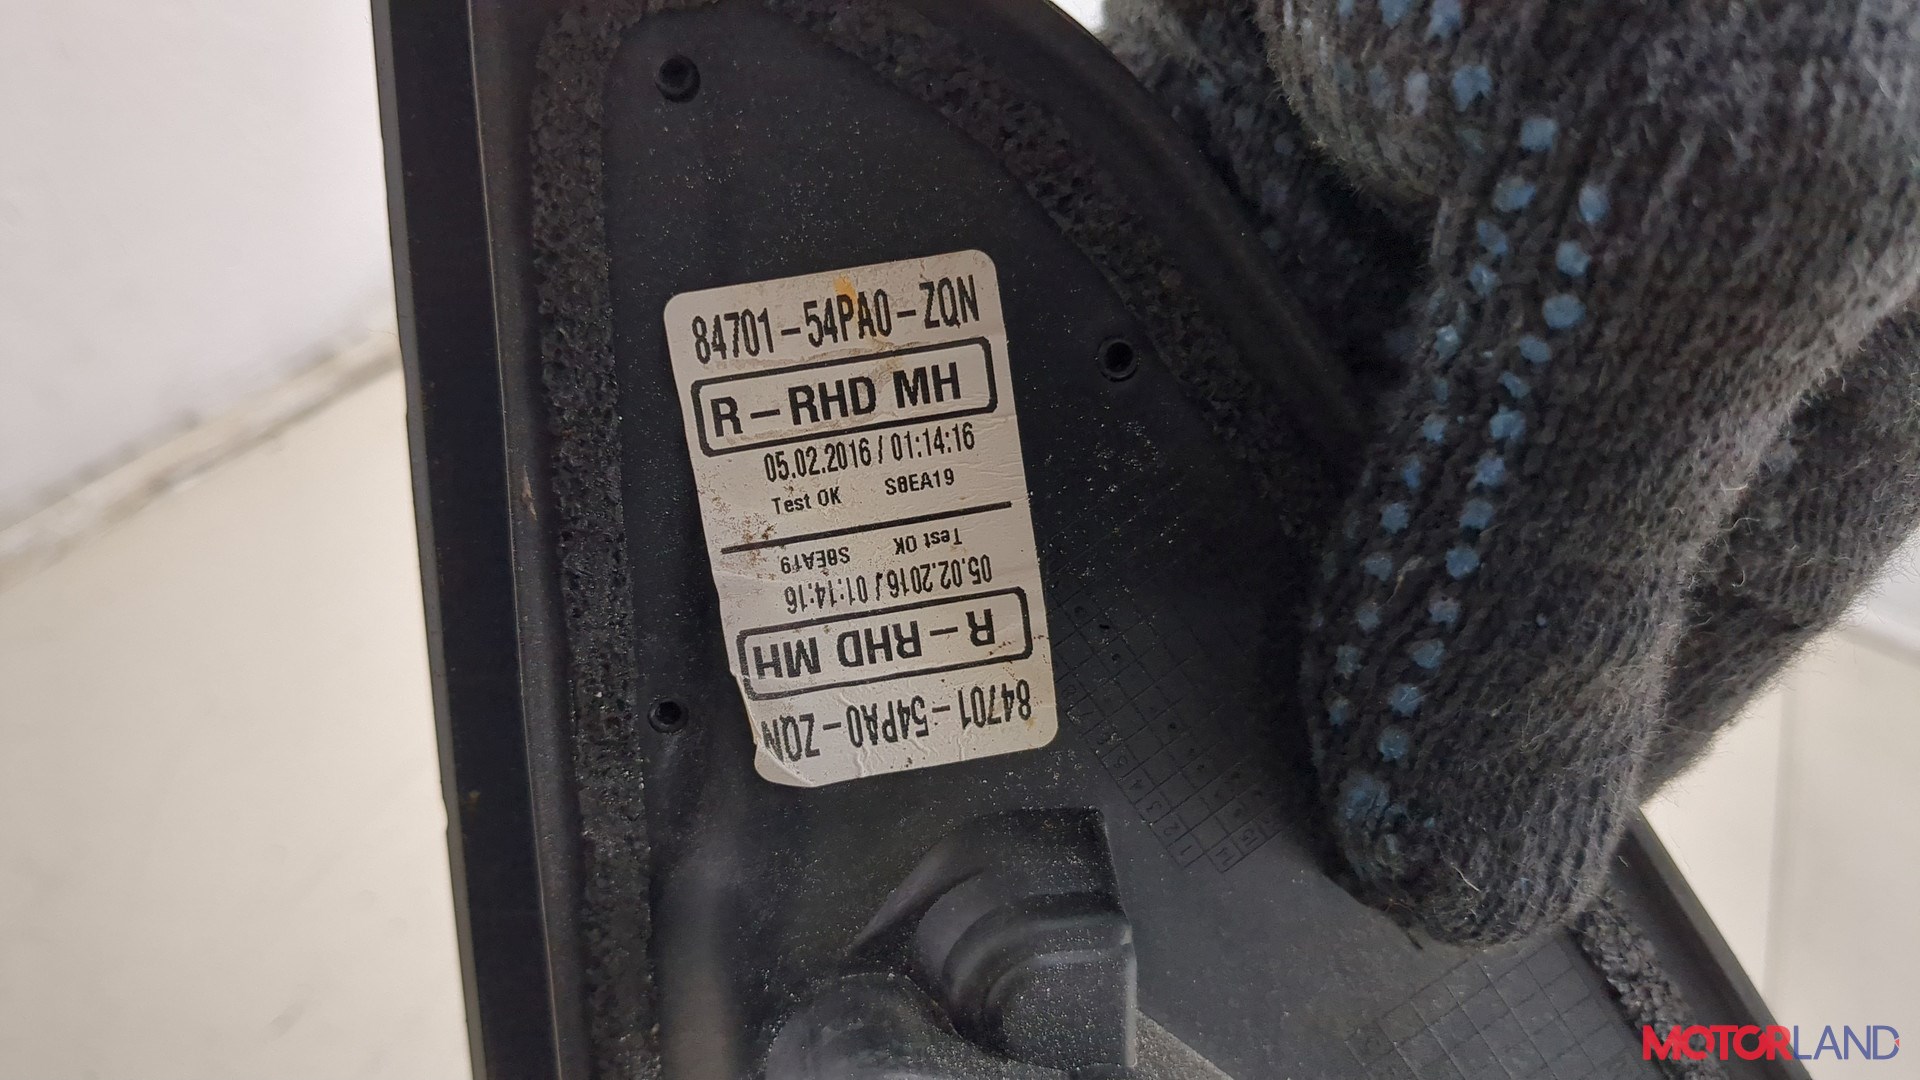 84701-54PA0-ZQN
R-RHD MH
05.02.2016 / 01:14:16
Test OK S8EA19
Test OK S8EA19
05.02.2016 / 01:14:16
R-RHD MH
84701-54PA0-ZQN
MOTORLAND